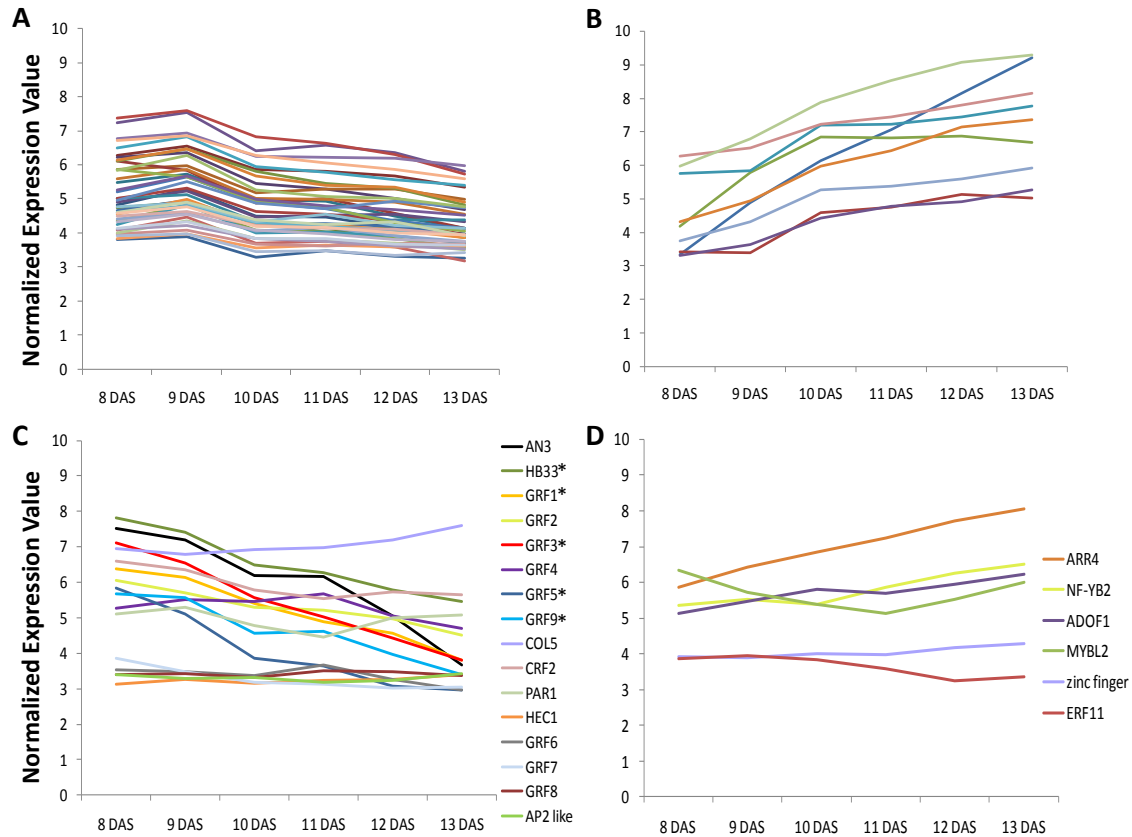 A
Normalized Expression Value
10
9
8
7
6
5
4
3
2
1
0
8 DAS 9 DAS 10 DAS 11 DAS 12 DAS 13 DAS
B
10
9
8
7
6
5
4
3
2
1
0
8 DAS 9 DAS 10 DAS 11 DAS 12 DAS 13 DAS
C
Normalized Expression Value
10
9
8
7
6
5
4
3
2
1
0
8 DAS 9 DAS 10 DAS 11 DAS 12 DAS 13 DAS
AN3
HB33*
GRF1*
GRF2
GRF3*
GRF4
GRF5*
GRF9*
COL5
CRF2
PAR1
HEC1
GRF6
GRF7
GRF8
AP2 like
D
10
9
8
7
6
5
4
3
2
1
0
8 DAS 9 DAS 10 DAS 11 DAS 12 DAS 13 DAS
ARR4
NF-YB2
ADOF1
MYBL2
zinc finger
ERF11